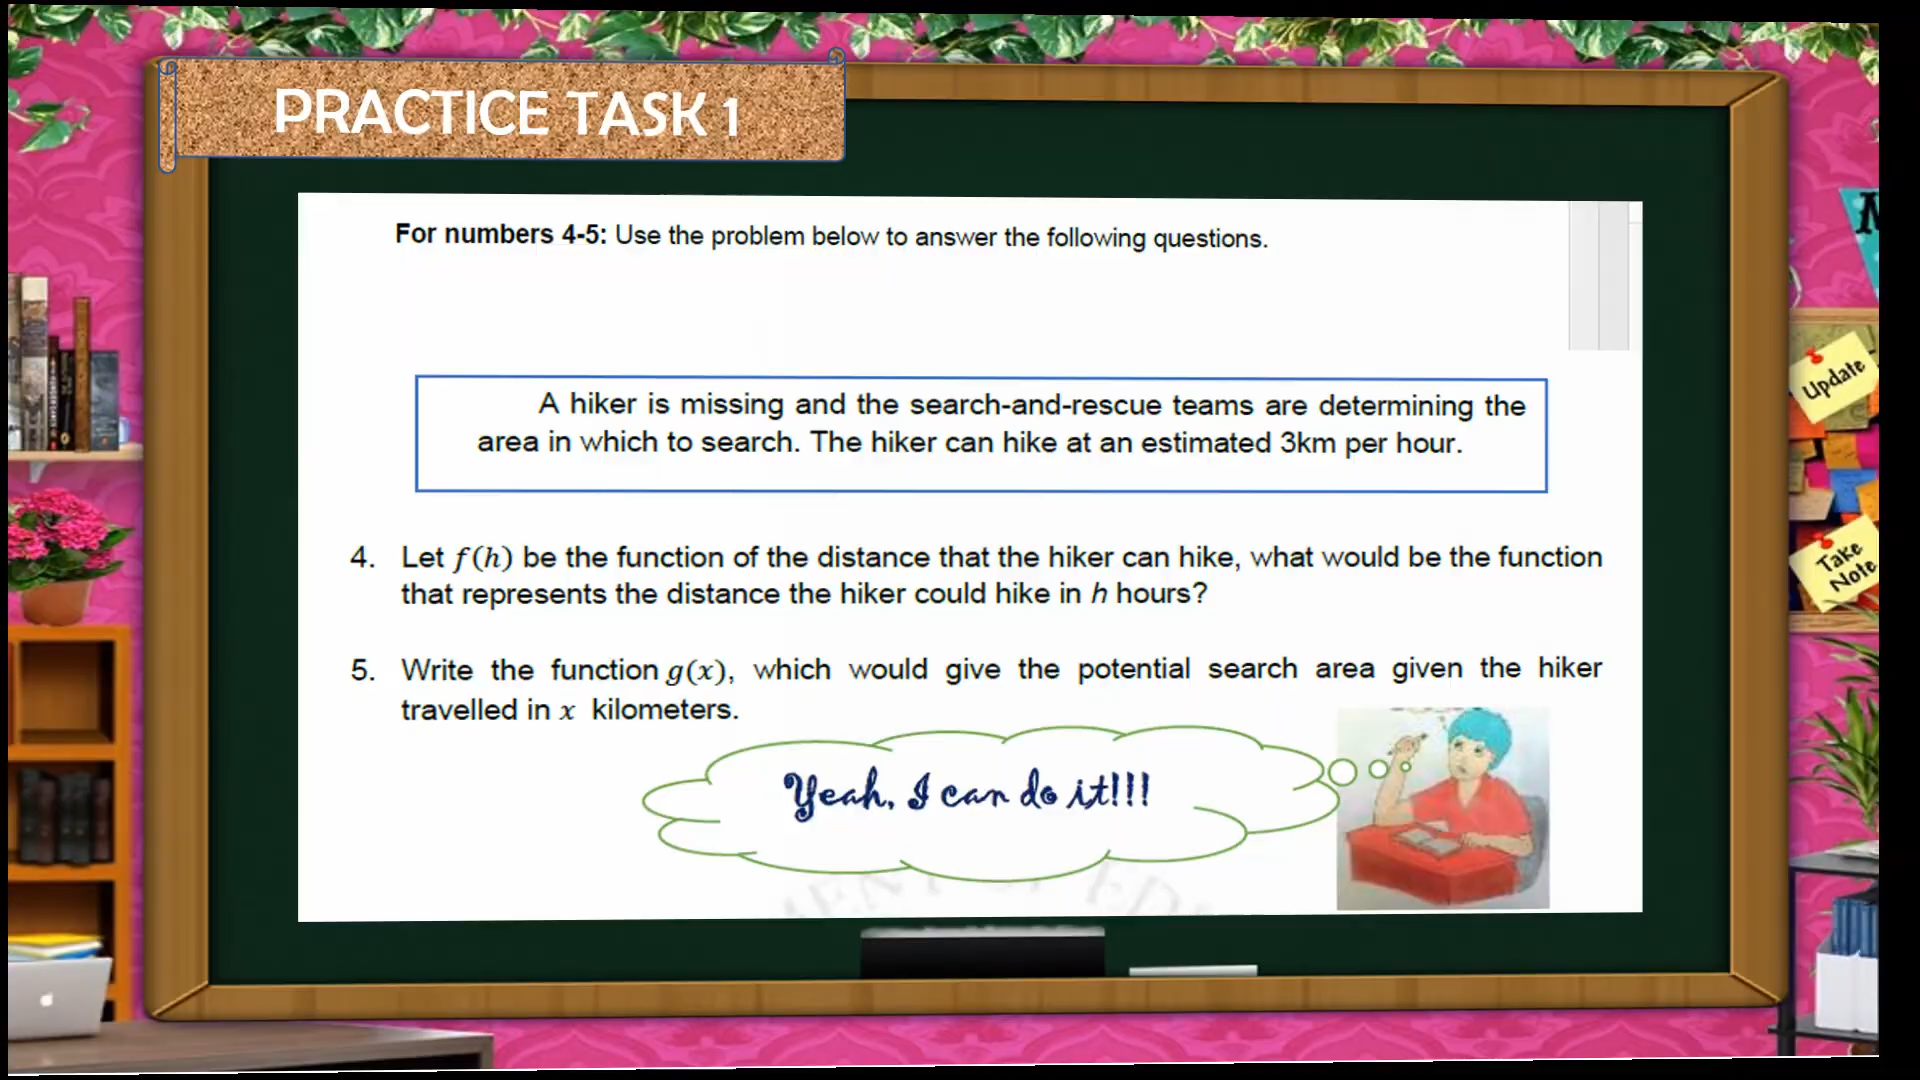 PRACTICE TASK 1
For numbers 4-5: Use the problem below to answer the following questions.
A hiker is missing and the search-and-rescue teams are determining the
area in which to search. The hiker can hike at an estimated 3km per hour.
4. Let f(h) be the function of the distance that the hiker can hike, what would be the function
that represents the distance the hiker could hike in h hours?
5. Write the function g(x), which would give the potential search area given the hiker
travelled in x kilometers.
Yeah, I can do it!!!
Update
Take
Note